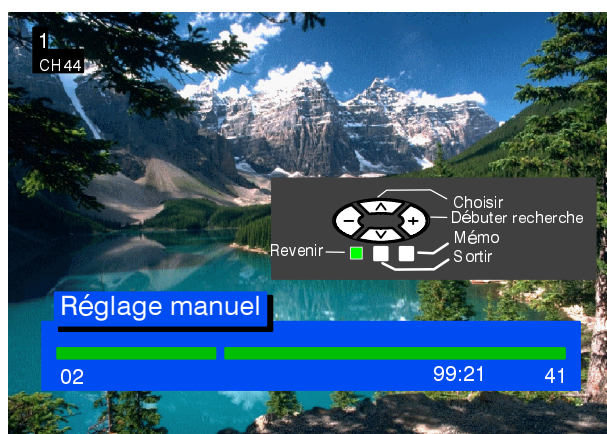 1
CH44
Choisir
Débuter recherche
Mémo
Revenir
Sortir
Réglage manuel
02 99:21 41